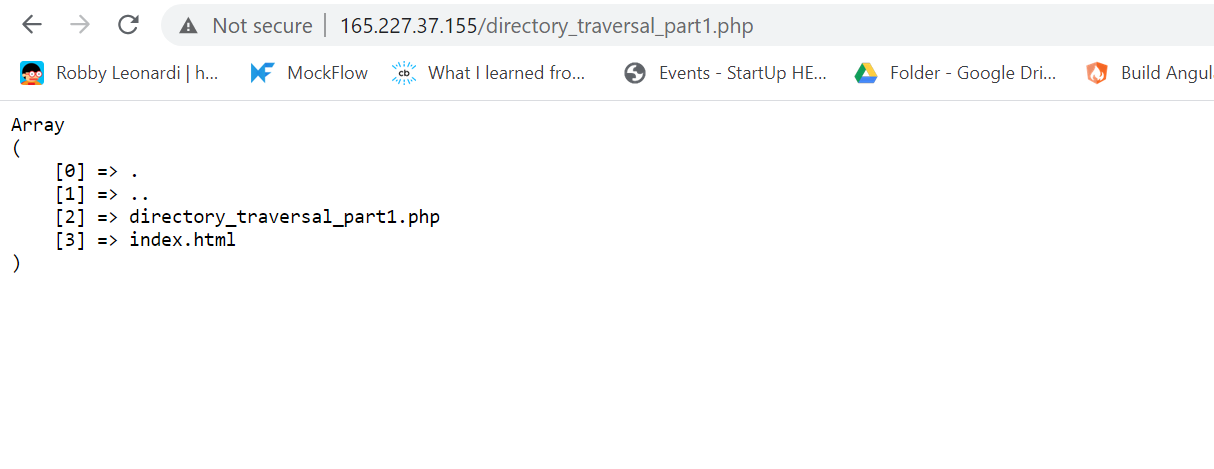 Not secure | 165.227.37.155/directory_traversal_part1.php
Robby Leonardi | h... MockFlow cb What I learned fro... Events - StartUp HE... Folder - Google Dri... Build Angul
Array
(
    [0] => .
    [1] => ..
    [2] => directory_traversal_part1.php
    [3] => index.html
)